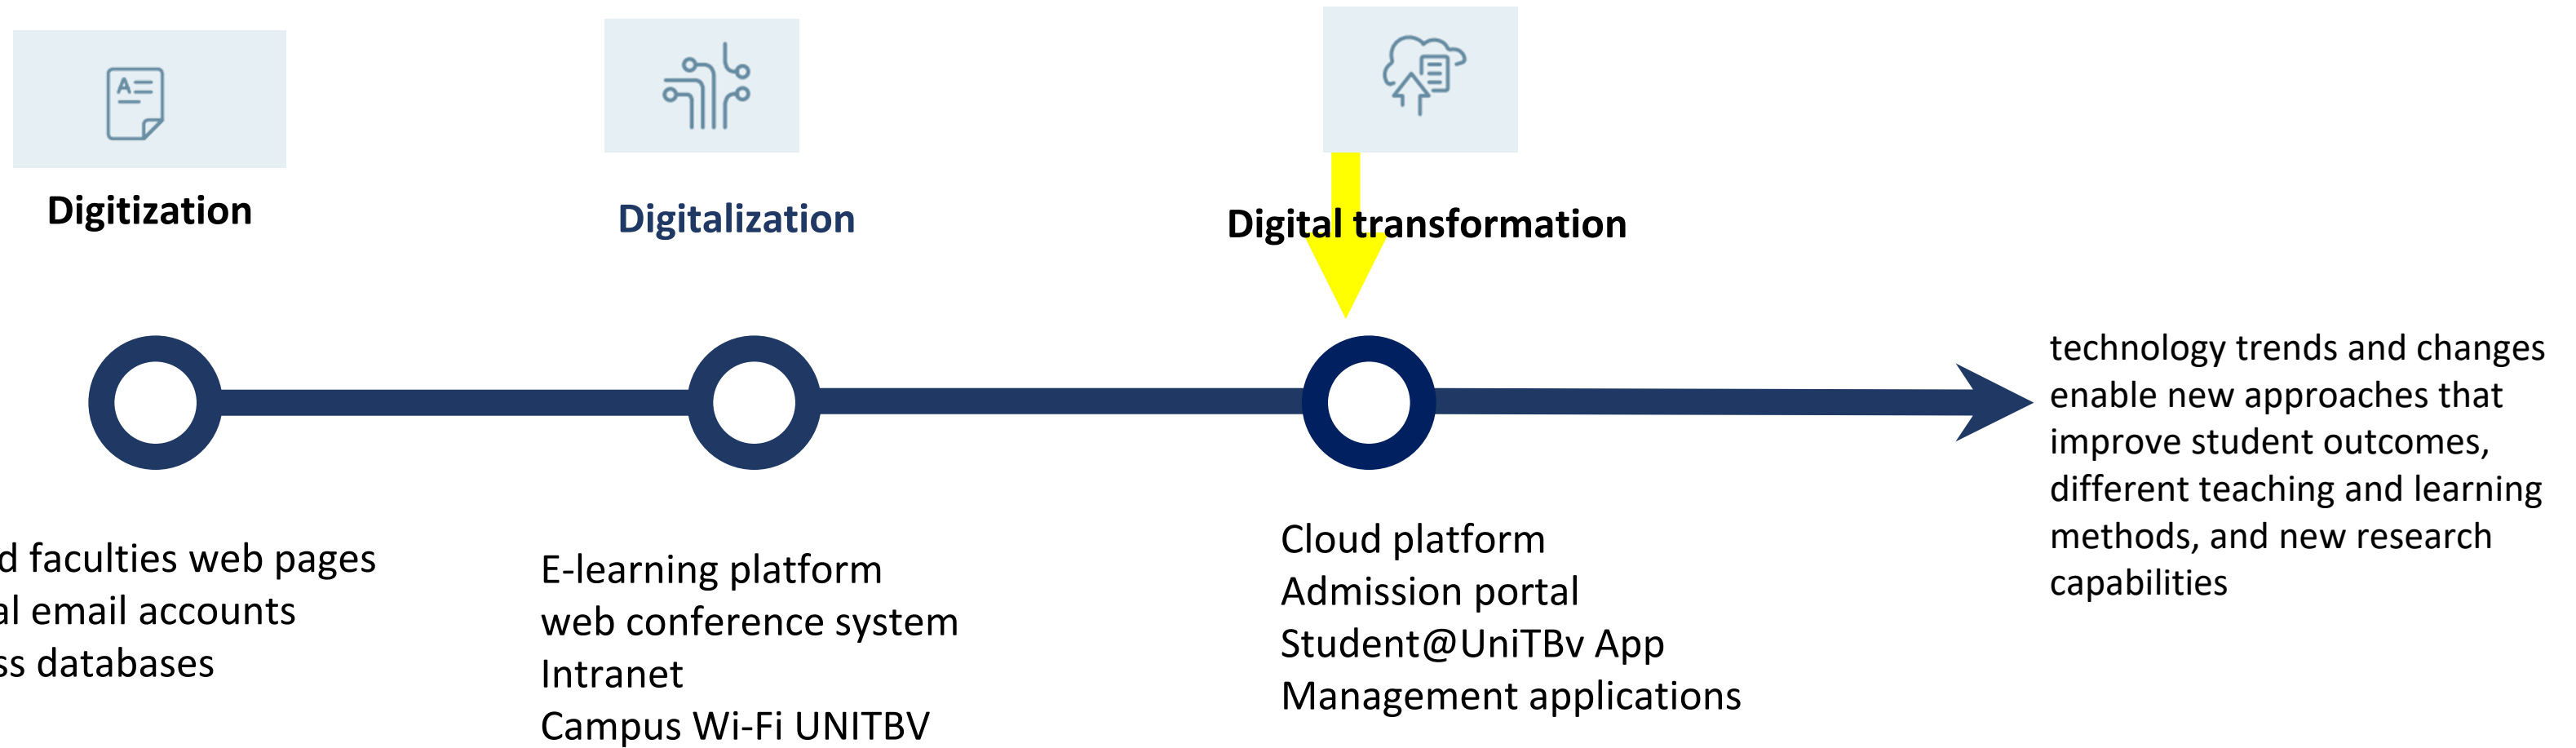 A
Digitization
Digitalization
Digital transformation
faculties web pages
email accounts
databases
E-learning platform
web conference system
Intranet
Campus Wi-Fi UNITBV
Cloud platform
Admission portal
Student@UniTBv App
Management applications
technology trends and changes
enable new approaches that
improve student outcomes,
different teaching and learning
methods, and new research
capabilities